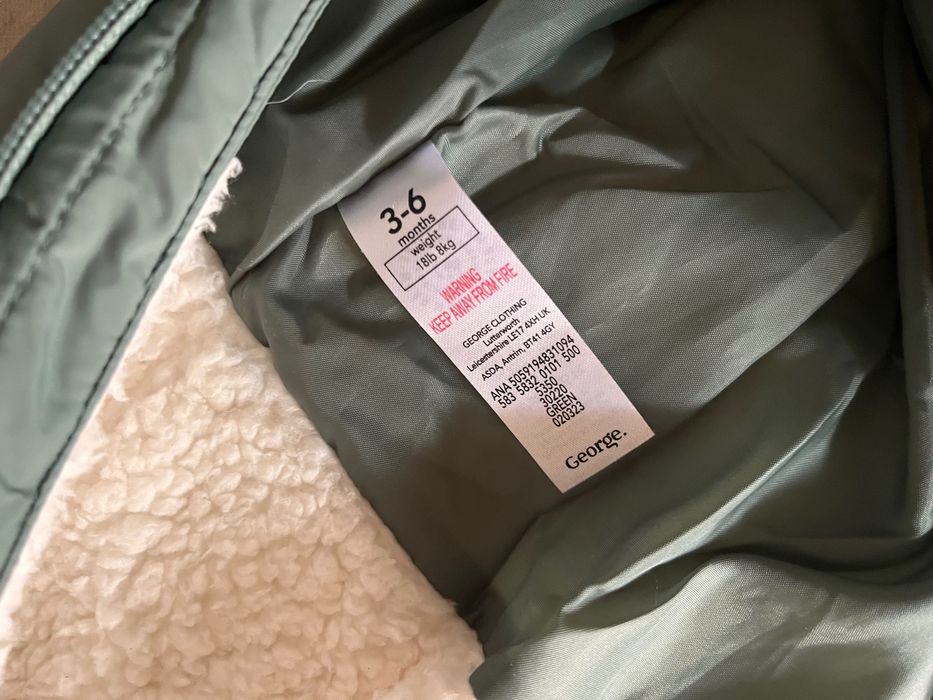 3-6
months
weight
18lb 8kg
WARNING
KEEP AWAY FROM FIRE
GEORGE CLOTHING
Lutterworth
Leicestershire LE17 4XH UK
ASDA, Antrim, BT41 4GY
ANA 5059194831094
583 5832 0101 500
5350
30220
GREEN
020323
George.